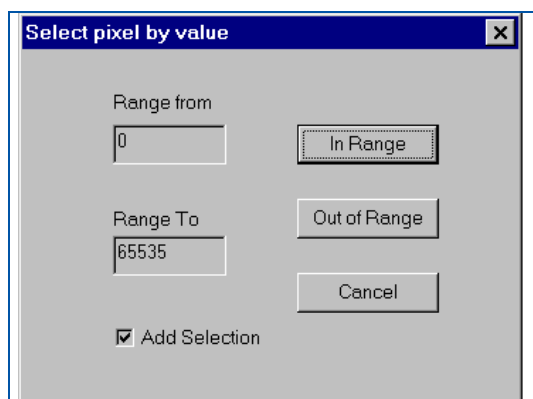 Select pixel by value
Range from
0
In Range
Range To
Out of Range
65535
Cancel
Add Selection